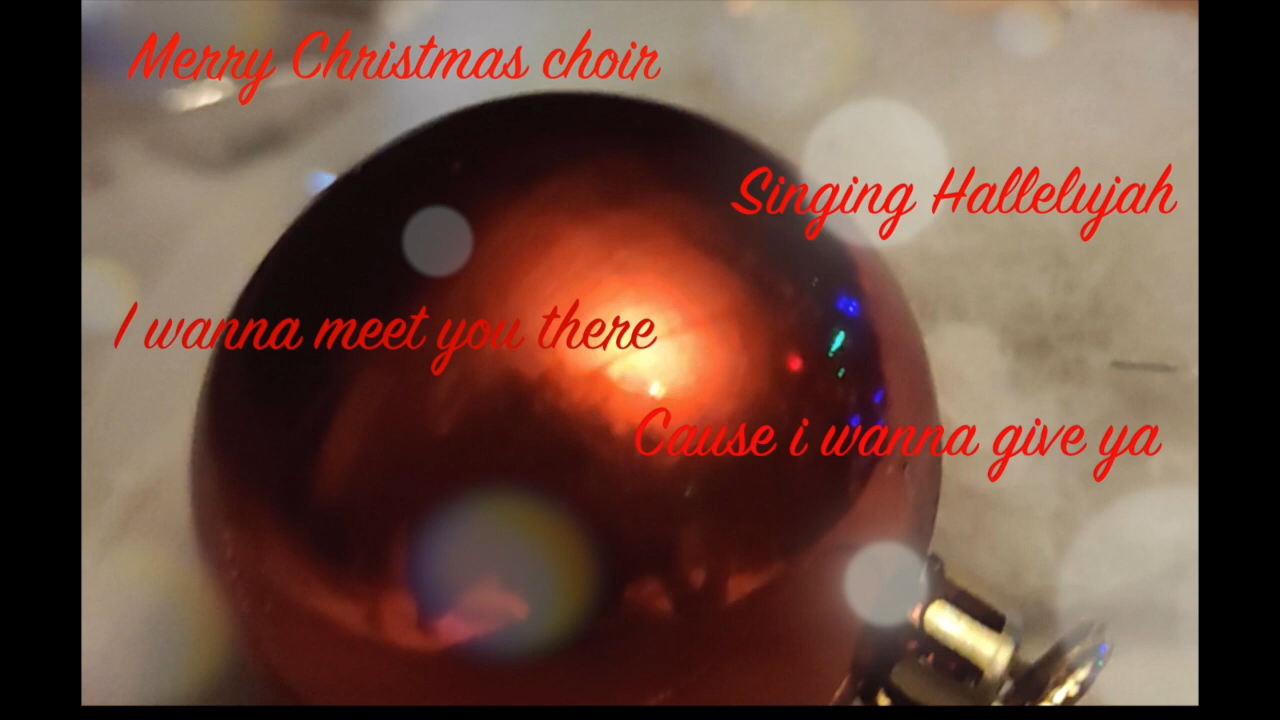 Merry Christmas choir
Singing Hallelujah
I wanna meet you there
Cause i wanna give ya